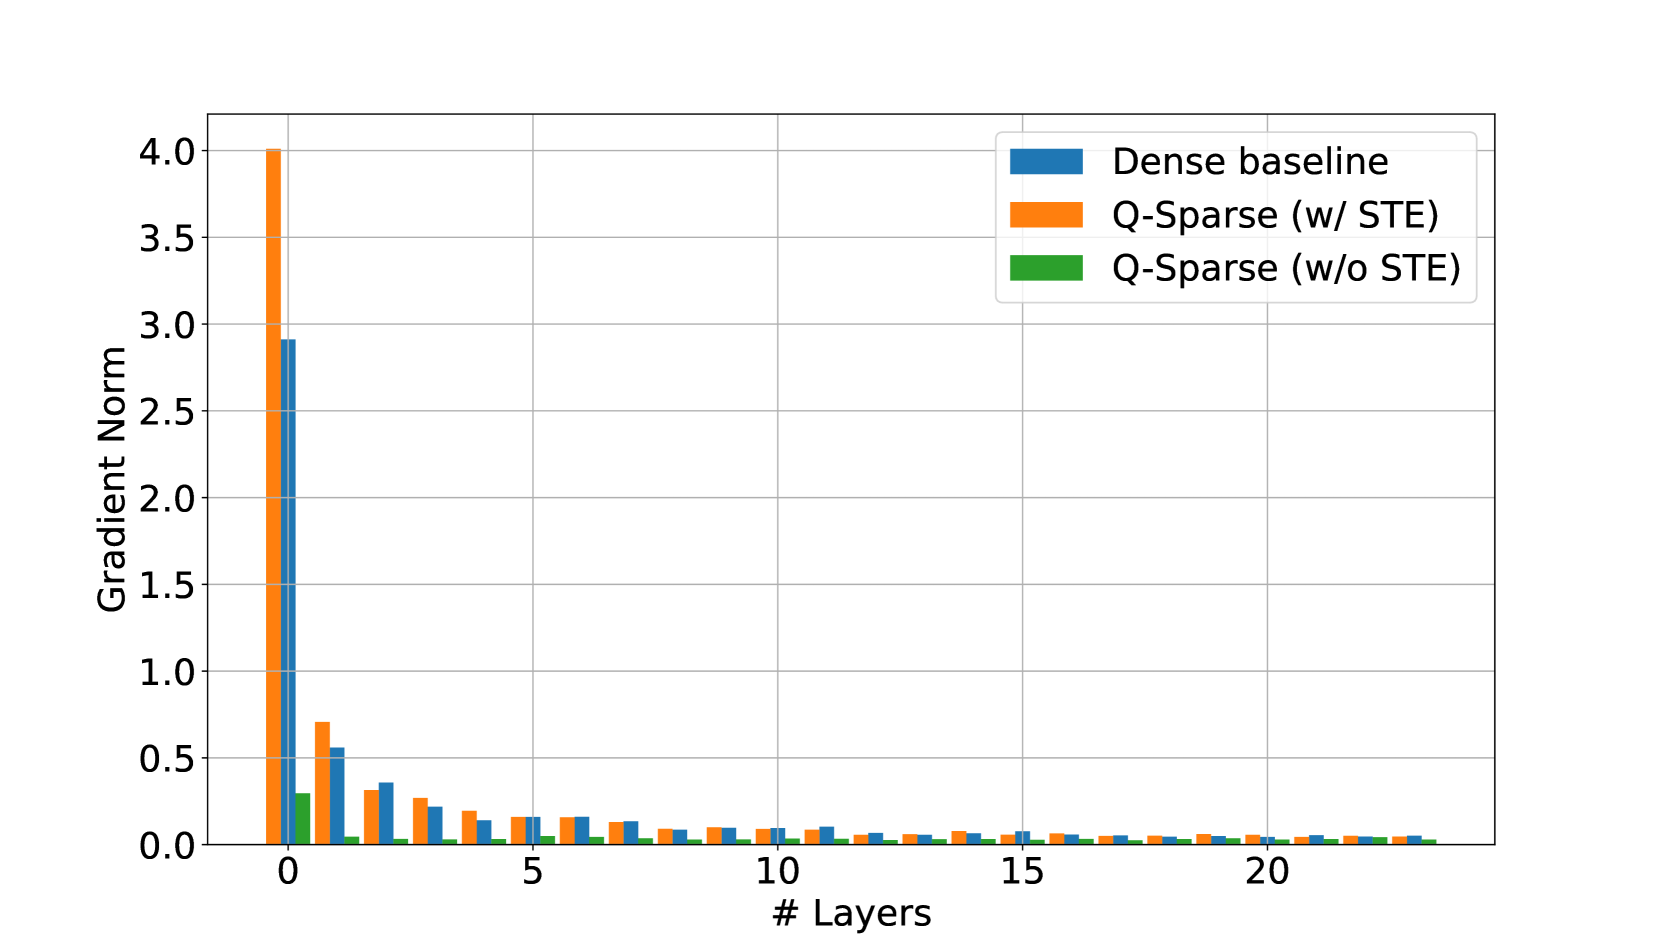 Dense baseline
Q-Sparse (w/ STE)
Q-Sparse (w/o STE)
Gradient Norm
4.0
3.5
3.0
2.5
2.0
1.5
1.0
0.5
0.0
0 5 10 15 20
# Layers